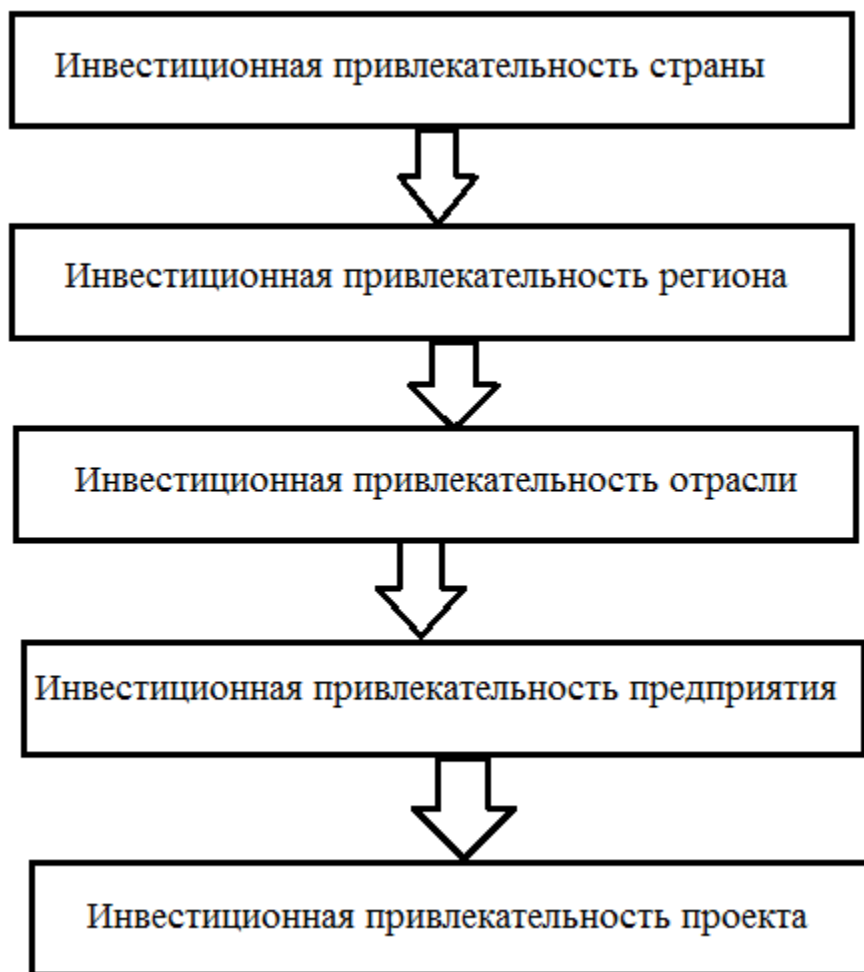 Инвестиционная привлекательность страны
Инвестиционная привлекательность региона
Инвестиционная привлекательность отрасли
Инвестиционная привлекательность предприятия
Инвестиционная привлекательность проекта